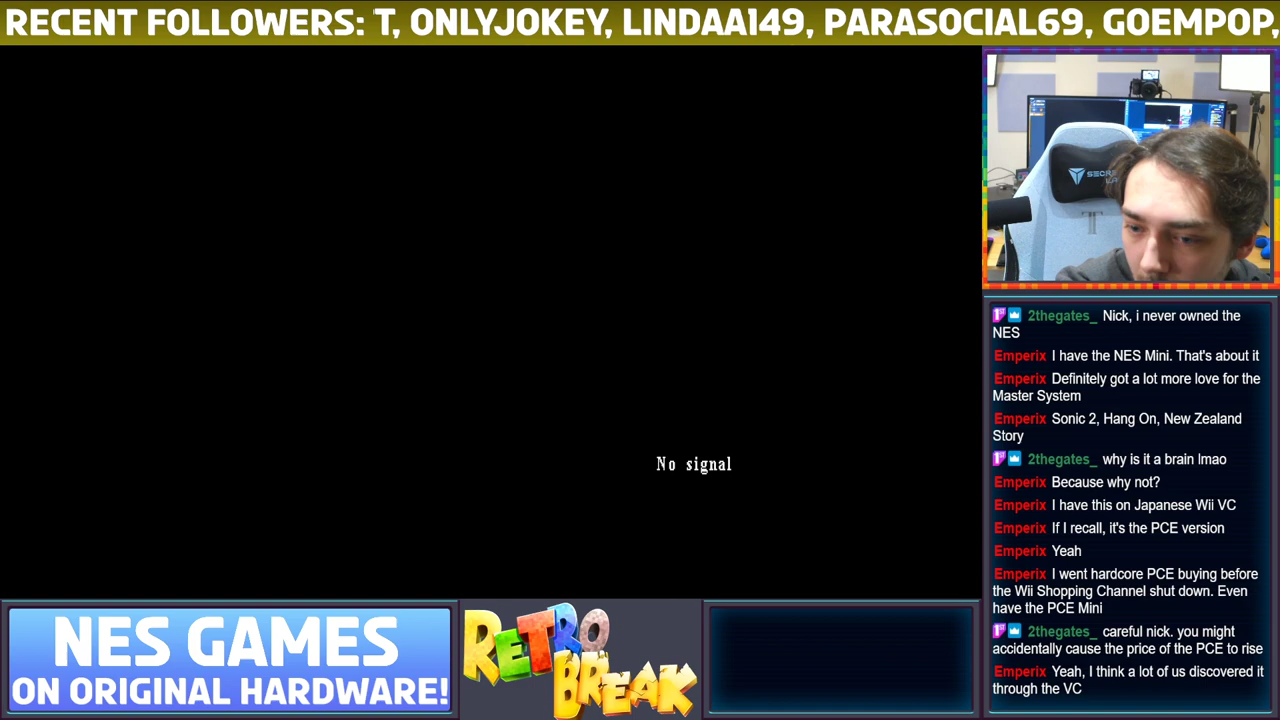 RECENT FOLLOWERS: T, ONLYJOKEY, LINDAA149, PARASOCIAL69, GOEMPOP,
No signal
2thegates_ Nick, i never owned the
NES
Emperix I have the NES Mini. That's about it
Emperix Definitely got a lot more love for the
Master System
Emperix Sonic 2, Hang On, New Zealand
Story
2thegates_ why is it a brain lmao
Emperix Because why not?
Emperix I have this on Japanese Wii VC
Emperix If I recall, it's the PCE version
Emperix Yeah
Emperix I went hardcore PCE buying before
the Wii Shopping Channel shut down. Even
have the PCE Mini
2thegates_ careful nick. you might
accidentally cause the price of the PCE to rise
Emperix Yeah, I think a lot of us discovered it
through the VC
NES GAMES
ON ORIGINAL HARDWARE!
RETRO
BREAK